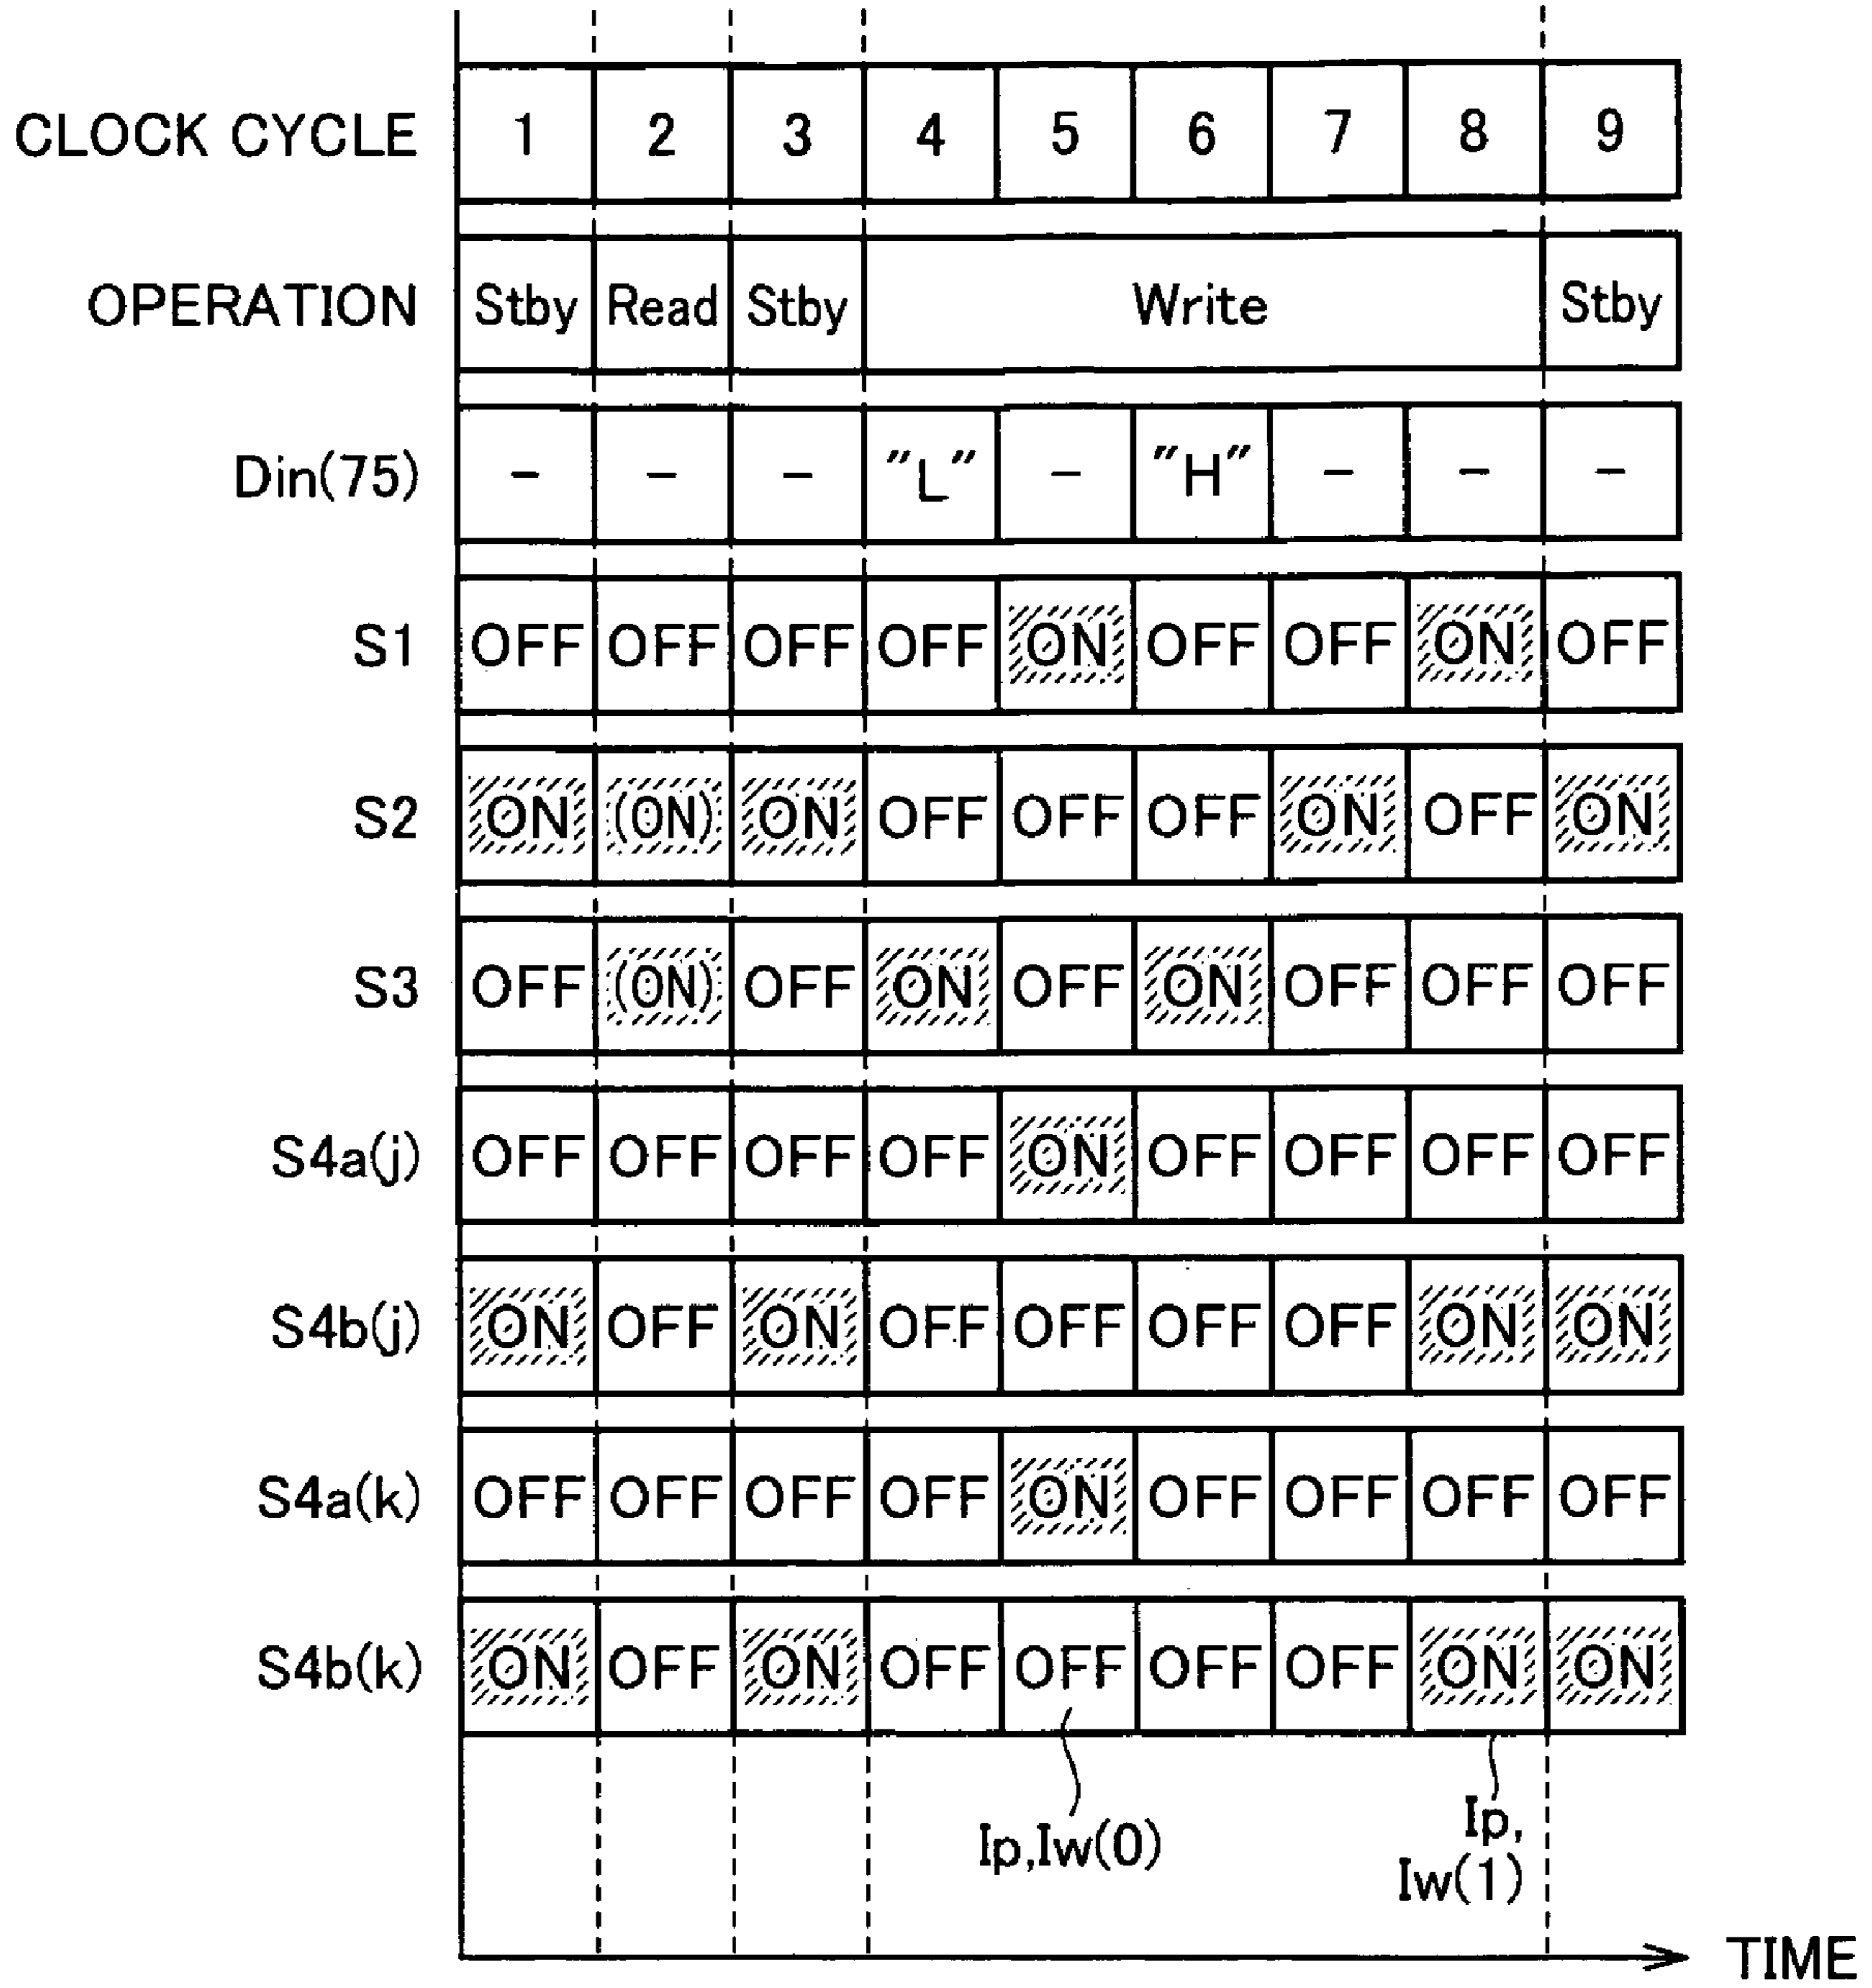 CLOCK CYCLE 1 2 3 4 5 6 7 8 9
OPERATION Stby Read Stby Write Stby
Din(75) - - - "L" - "H" - - -
S1 OFF OFF OFF OFF ON OFF OFF ON OFF
S2 ON (ON) ON OFF OFF OFF ON OFF ON
S3 OFF (ON) OFF ON OFF ON OFF OFF OFF
S4a(j) OFF OFF OFF OFF ON OFF OFF OFF OFF
S4b(j) ON OFF ON OFF OFF OFF OFF ON ON
S4a(k) OFF OFF OFF OFF ON OFF OFF OFF OFF
S4b(k) ON OFF ON OFF OFF OFF OFF ON ON
Ip,Iw(0)
Ip,
Iw(1)
TIME